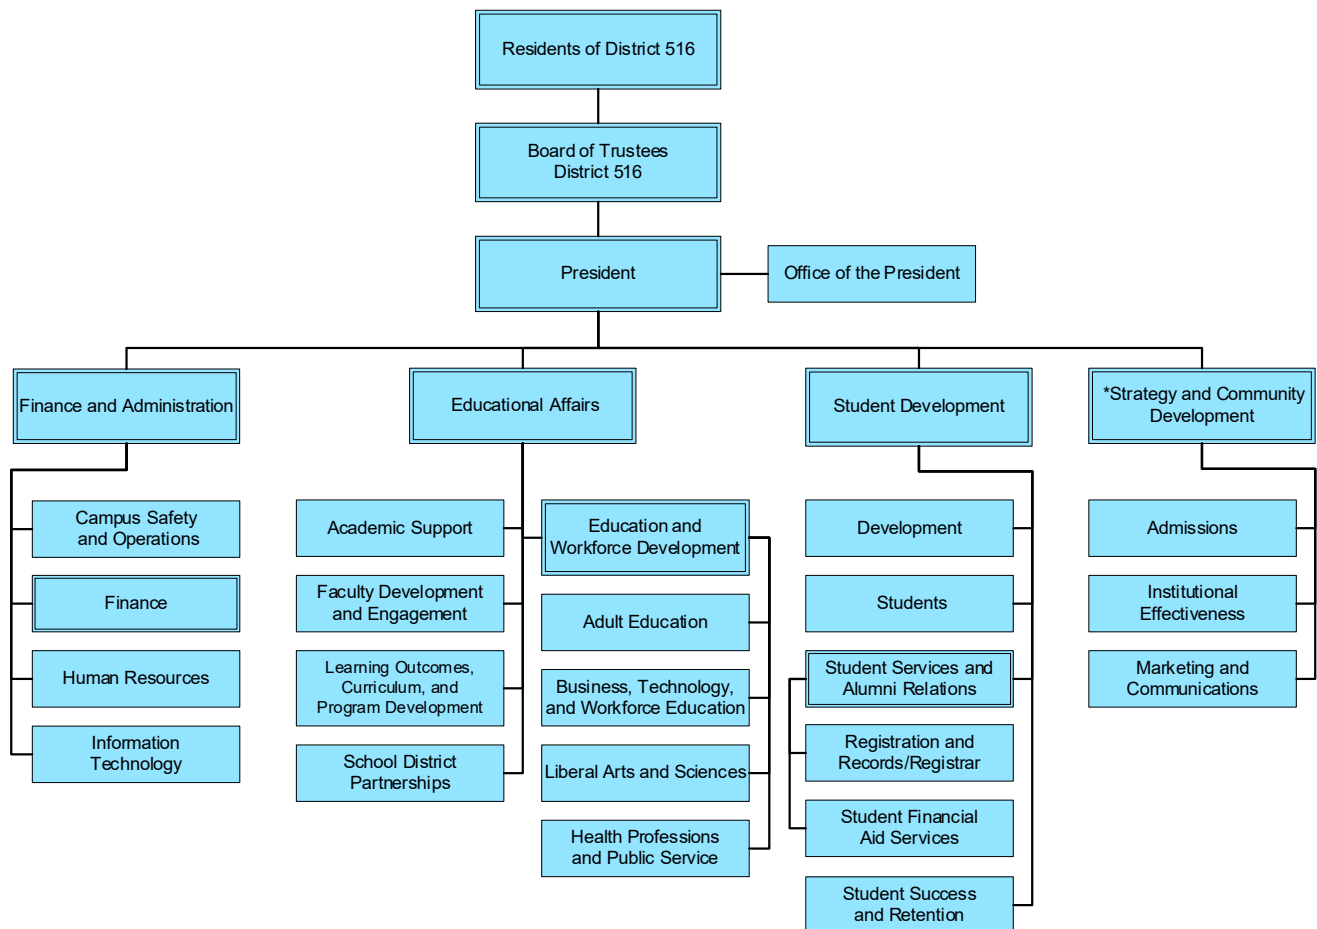 Residents of District 516
Board of Trustees
District 516
President
Office of the President
Finance and Administration
Educational Affairs
Student Development
*Strategy and Community
Development
Campus Safety
and Operations
Finance
Human Resources
Information
Technology
Academic Support
Faculty Development
and Engagement
Learning Outcomes,
Curriculum, and
Program Development
School District
Partnerships
Education and
Workforce Development
Adult Education
Business, Technology,
and Workforce Education
Liberal Arts and Sciences
Health Professions
and Public Service
Development
Students
Student Services and
Alumni Relations
Registration and
Records/Registrar
Student Financial
Aid Services
Student Success
and Retention
Admissions
Institutional
Effectiveness
Marketing and
Communications